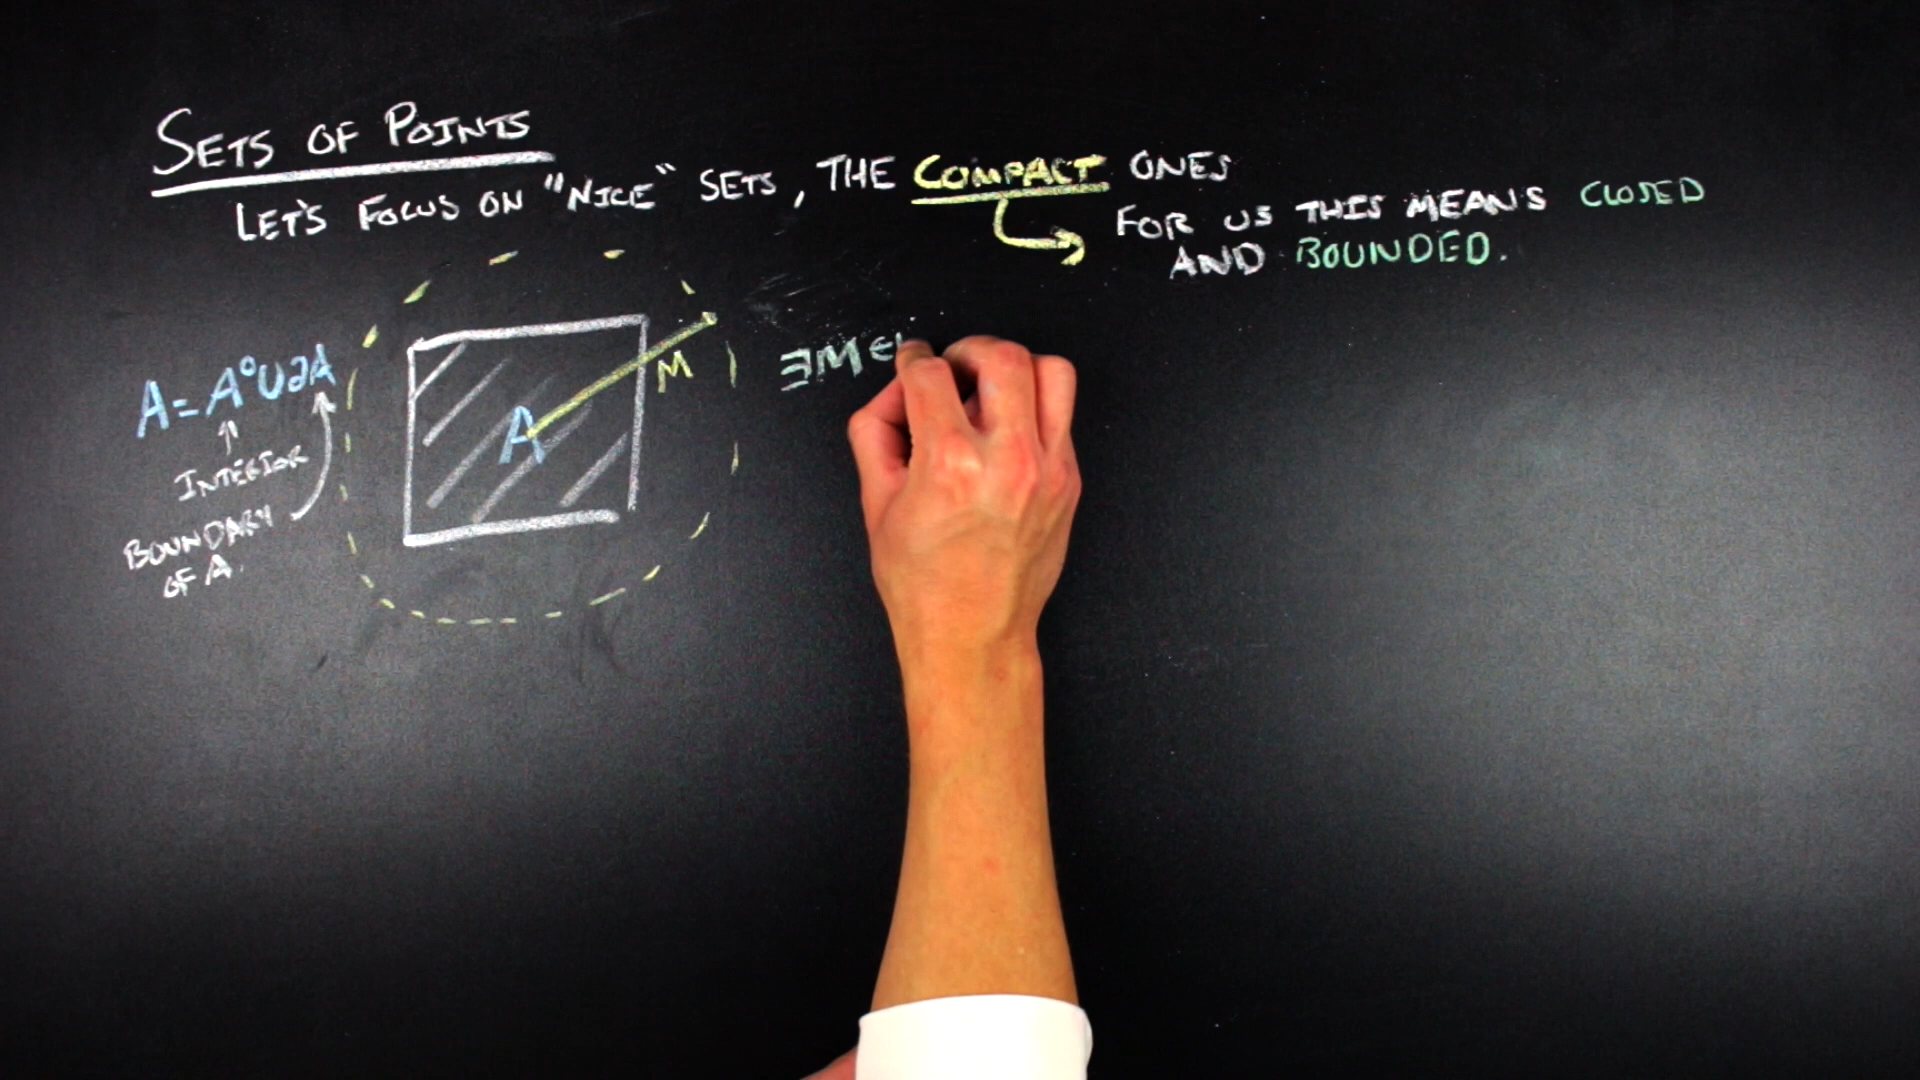 SETS OF POINTS
LET'S FOCUS ON "NICE" SETS, THE COMPACT ONES
FOR US THIS MEANS CLOSED
AND BOUNDED.
A = A° ∪ ∂A
INTERIOR
BOUNDARY
OF A.
A
M
∃M ∈